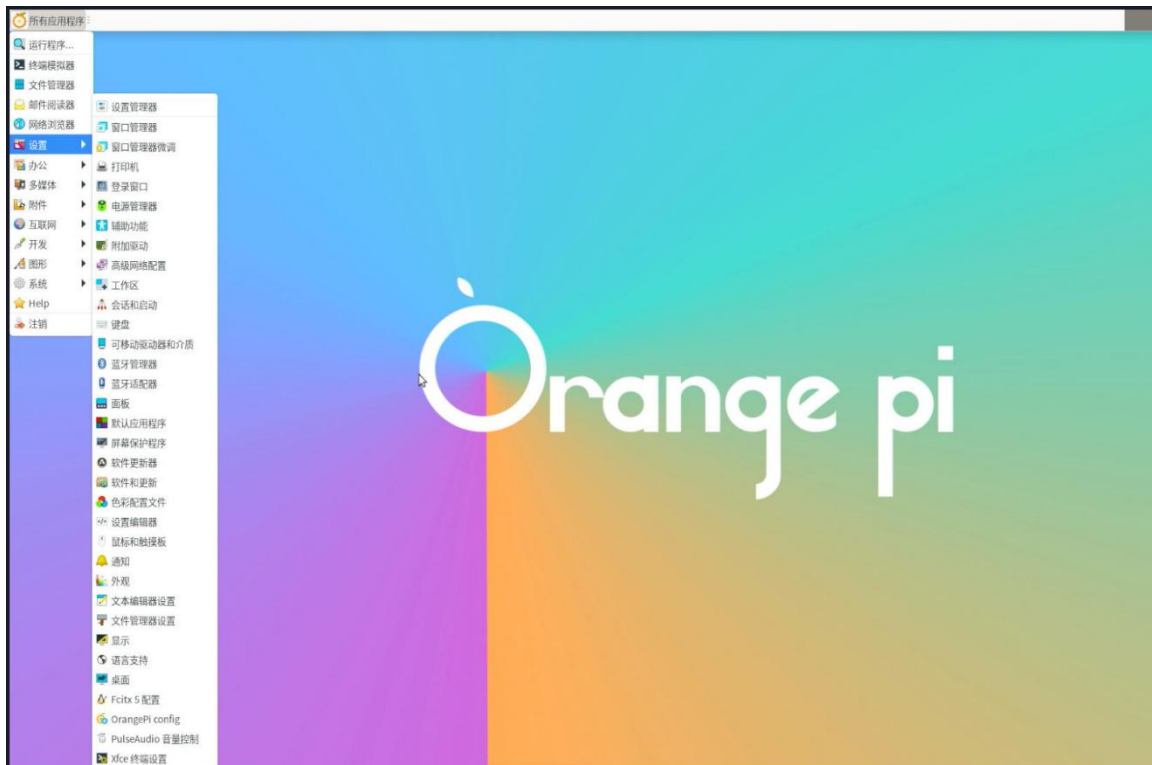 所有应用程序
运行程序...
终端模拟器
文件管理器
邮件阅读器
网络浏览器
设置
办公
多媒体
附件
互联网
开发
图形
系统
Help
注销
设置管理器
窗口管理器
窗口管理器微调
打印机
登录窗口
电源管理器
辅助功能
附加驱动
高级网络配置
工作区
会话和启动
键盘
可移动驱动器和介质
蓝牙管理器
蓝牙适配器
面板
默认应用程序
屏幕保护程序
软件更新器
软件和更新
色彩配置文件
设置编辑器
鼠标和触摸板
通知
外观
文本编辑器设置
文件管理器设置
显示
语言支持
桌面
Fcitx 5 配置
OrangePi config
PulseAudio 音量控制
Xfce 终端设置
Orange pi